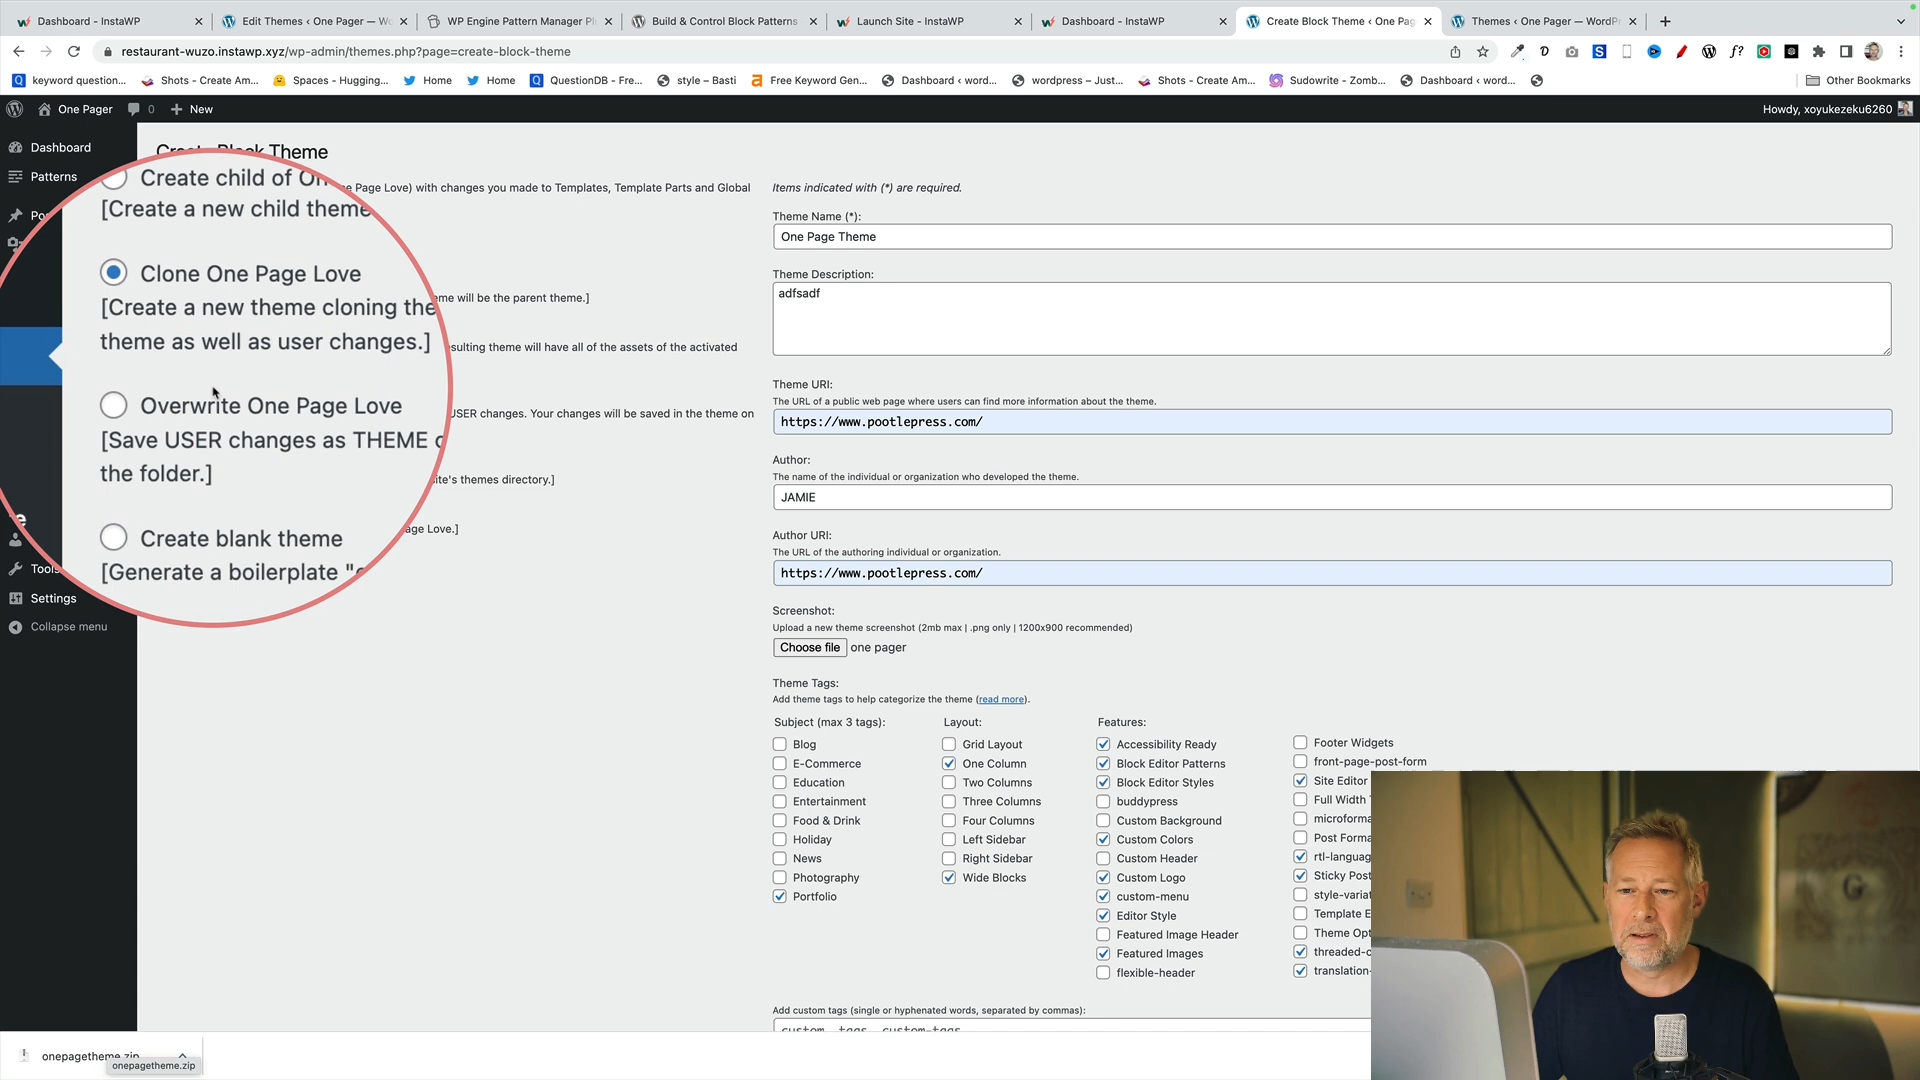 Dashboard - InstaWP
Edit Themes ‹ One Pager — Wo
WP Engine Pattern Manager Plu
Build & Control Block Patterns
Launch Site - InstaWP
Dashboard - InstaWP
Create Block Theme ‹ One Pag
Themes ‹ One Pager — WordPr
restaurant-wuzo.instawp.xyz/wp-admin/themes.php?page=create-block-theme
keyword question...
Shots - Create Am...
Spaces - Hugging...
Home
Home
QuestionDB - Fre...
style – Basti
Free Keyword Gen...
Dashboard ‹ word...
wordpress – Just...
Shots - Create Am...
Sudowrite - Zomb...
Dashboard ‹ word...
Other Bookmarks
One Pager
0
New
Howdy, xoyukezeku6260
Dashboard
Patterns
Po
Tools
Settings
Collapse menu
Create Block Theme
ne Page Love) with changes you made to Templates, Template Parts and Global
Create child of On
[Create a new child theme
eme will be the parent theme.]
Clone One Page Love
[Create a new theme cloning the
theme as well as user changes.]
esulting theme will have all of the assets of the activated
Overwrite One Page Love
[Save USER changes as THEME c
the folder.]
USER changes. Your changes will be saved in the theme on
site's themes directory.]
Create blank theme
[Generate a boilerplate "e
age Love.]
Items indicated with (*) are required.
Theme Name (*):
One Page Theme
Theme Description:
adfsadf
Theme URI:
The URL of a public web page where users can find more information about the theme.
https://www.pootlepress.com/
Author:
The name of the individual or organization who developed the theme.
JAMIE
Author URI:
The URL of the authoring individual or organization.
https://www.pootlepress.com/
Screenshot:
Upload a new theme screenshot (2mb max | .png only | 1200x900 recommended)
Choose file one pager
Theme Tags:
Add theme tags to help categorize the theme (read more).
Subject (max 3 tags):
Blog
E-Commerce
Education
Entertainment
Food & Drink
Holiday
News
Photography
Portfolio
Layout:
Grid Layout
One Column
Two Columns
Three Columns
Four Columns
Left Sidebar
Right Sidebar
Wide Blocks
Features:
Accessibility Ready
Block Editor Patterns
Block Editor Styles
buddypress
Custom Background
Custom Colors
Custom Header
Custom Logo
custom-menu
Editor Style
Featured Image Header
Featured Images
flexible-header
Footer Widgets
front-page-post-form
Site Editor
Full Width T
microforma
Post Forma
rtl-languag
Sticky Post
style-variat
Template E
Theme Opt
threaded-c
translation-
Add custom tags (single or hyphenated words, separated by commas):
custom, tags, custom-tags
onepagetheme.zip
onepagetheme.zip